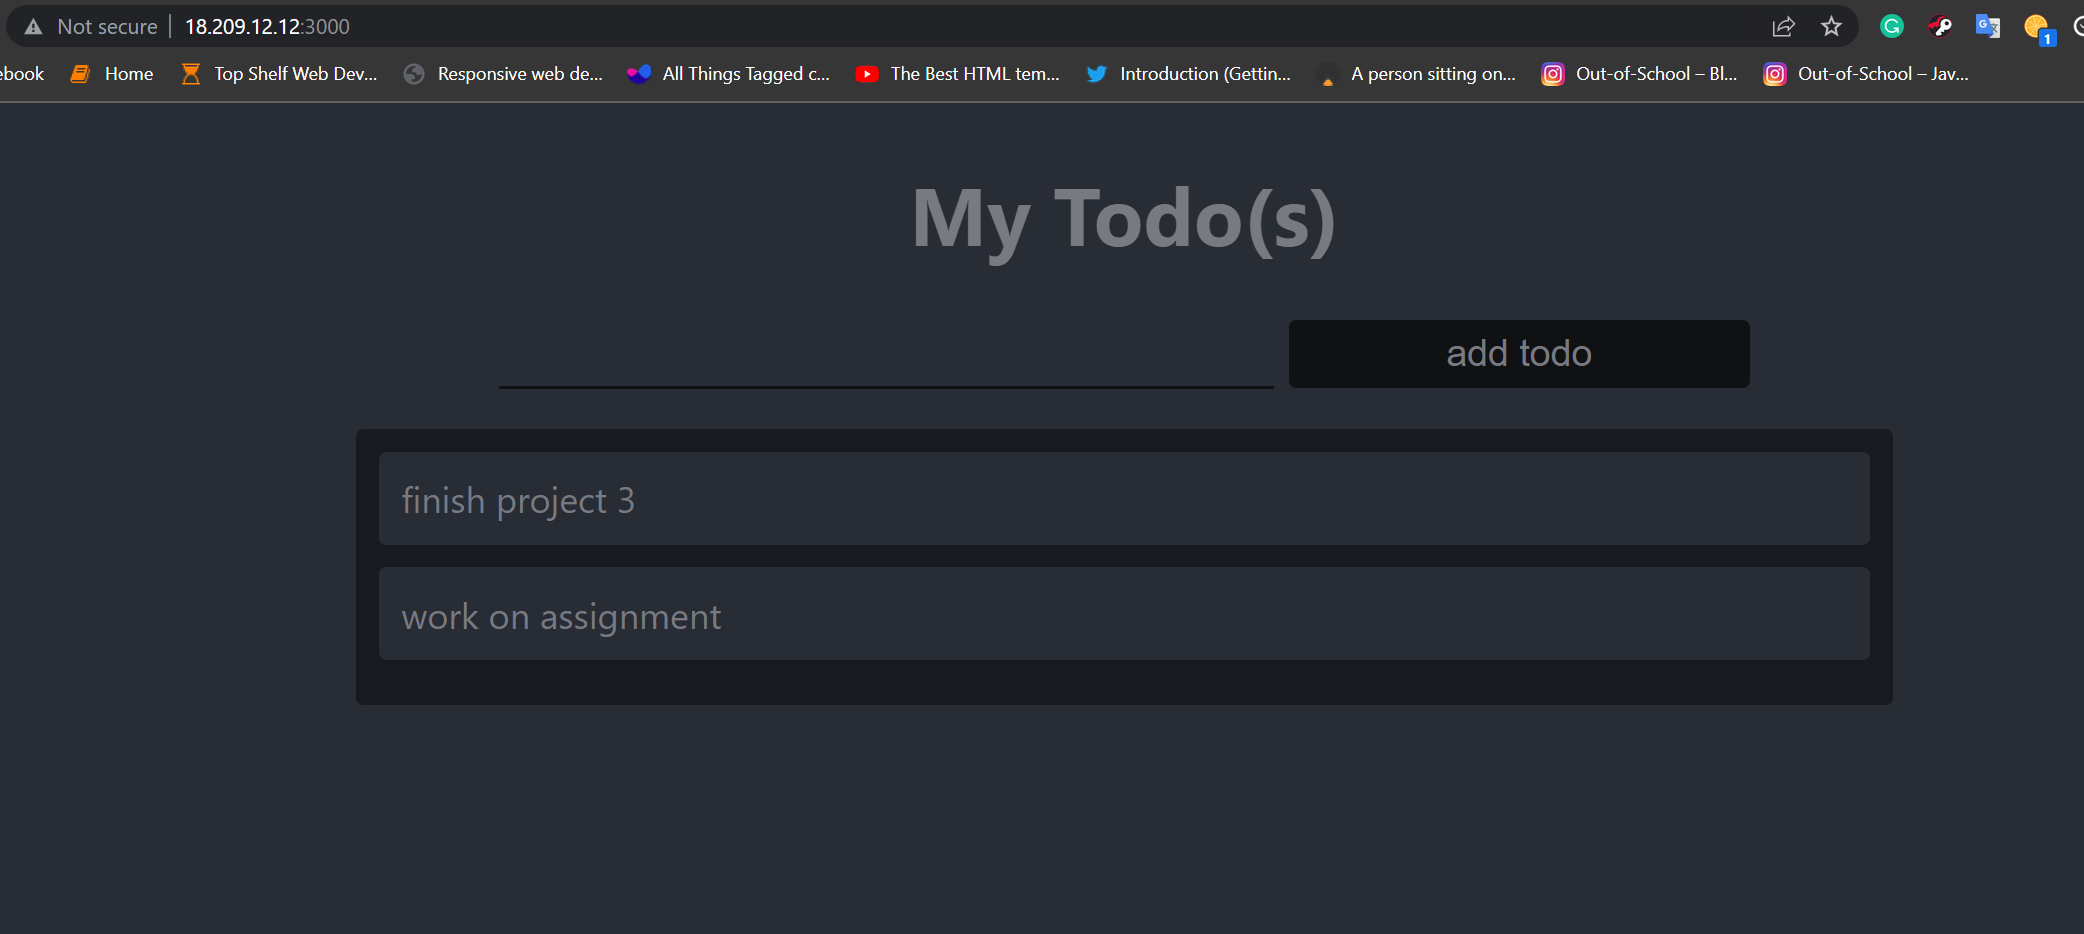 Not secure 18.209.12.12:3000
ebook Home Top Shelf Web Dev... Responsive web de... All Things Tagged c... The Best HTML tem... Introduction (Gettin... A person sitting on... Out-of-School – Bl... Out-of-School – Jav...
1
My Todo(s)
add todo
finish project 3
work on assignment